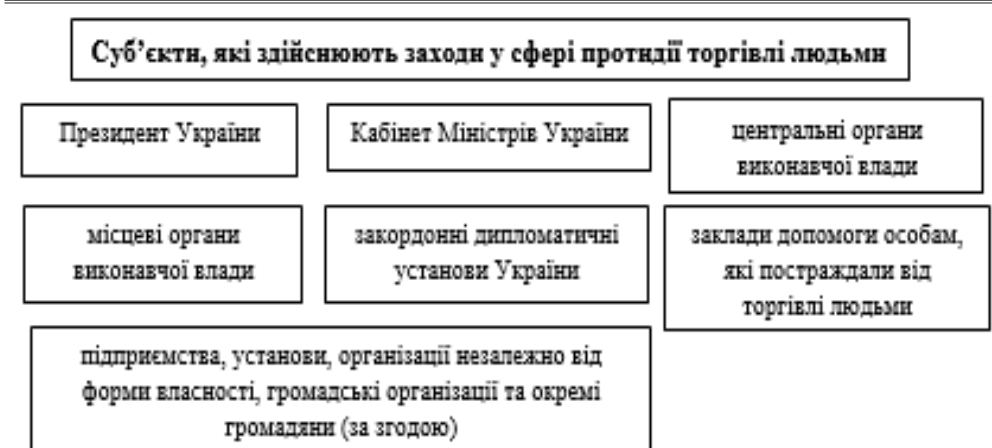 Суб’єкти, які здійснюють заходи у сфері протидії торгівлі людьми
Президент України
Кабінет Міністрів України
центральні органи
виконавчої влади
місцеві органи
виконавчої влади
закордонні дипломатичні
установи України
заклади допомоги особам,
які постраждали від
торгівлі людьми
підприємства, установи, організації незалежно від
форми власності, громадські організації та окремі
громадяни (за згодою)